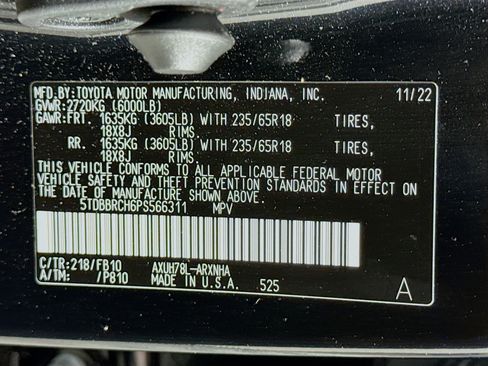 MFD.BY:TOYOTA MOTOR MANUFACTURING, INDIANA, INC. 11/22
GVWR:2720KG (6000LB)
GAWR:FRT. 1635KG (3605LB) WITH 235/65R18 TIRES,
18X8J RIMS
RR. 1635KG (3605LB) WITH 235/65R18 TIRES,
18X8J RIMS
THIS VEHICLE CONFORMS TO ALL APPLICABLE FEDERAL MOTOR
VEHICLE SAFETY AND THEFT PREVENTION STANDARDS IN EFFECT ON
THE DATE OF MANUFACTURE SHOWN ABOVE.
5TDBBRCH6PS566311 MPV
C/TR:218/FB10 AXUH78L-ARXNHA
A/TM: /P810 MADE IN U.S.A. 525 A